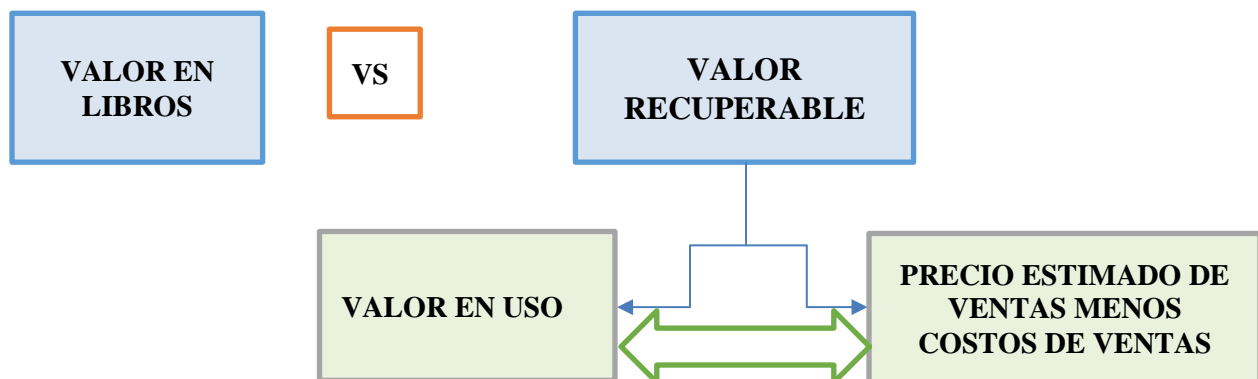 VALOR EN
LIBROS
VS
VALOR
RECUPERABLE
VALOR EN USO
PRECIO ESTIMADO DE
VENTAS MENOS
COSTOS DE VENTAS